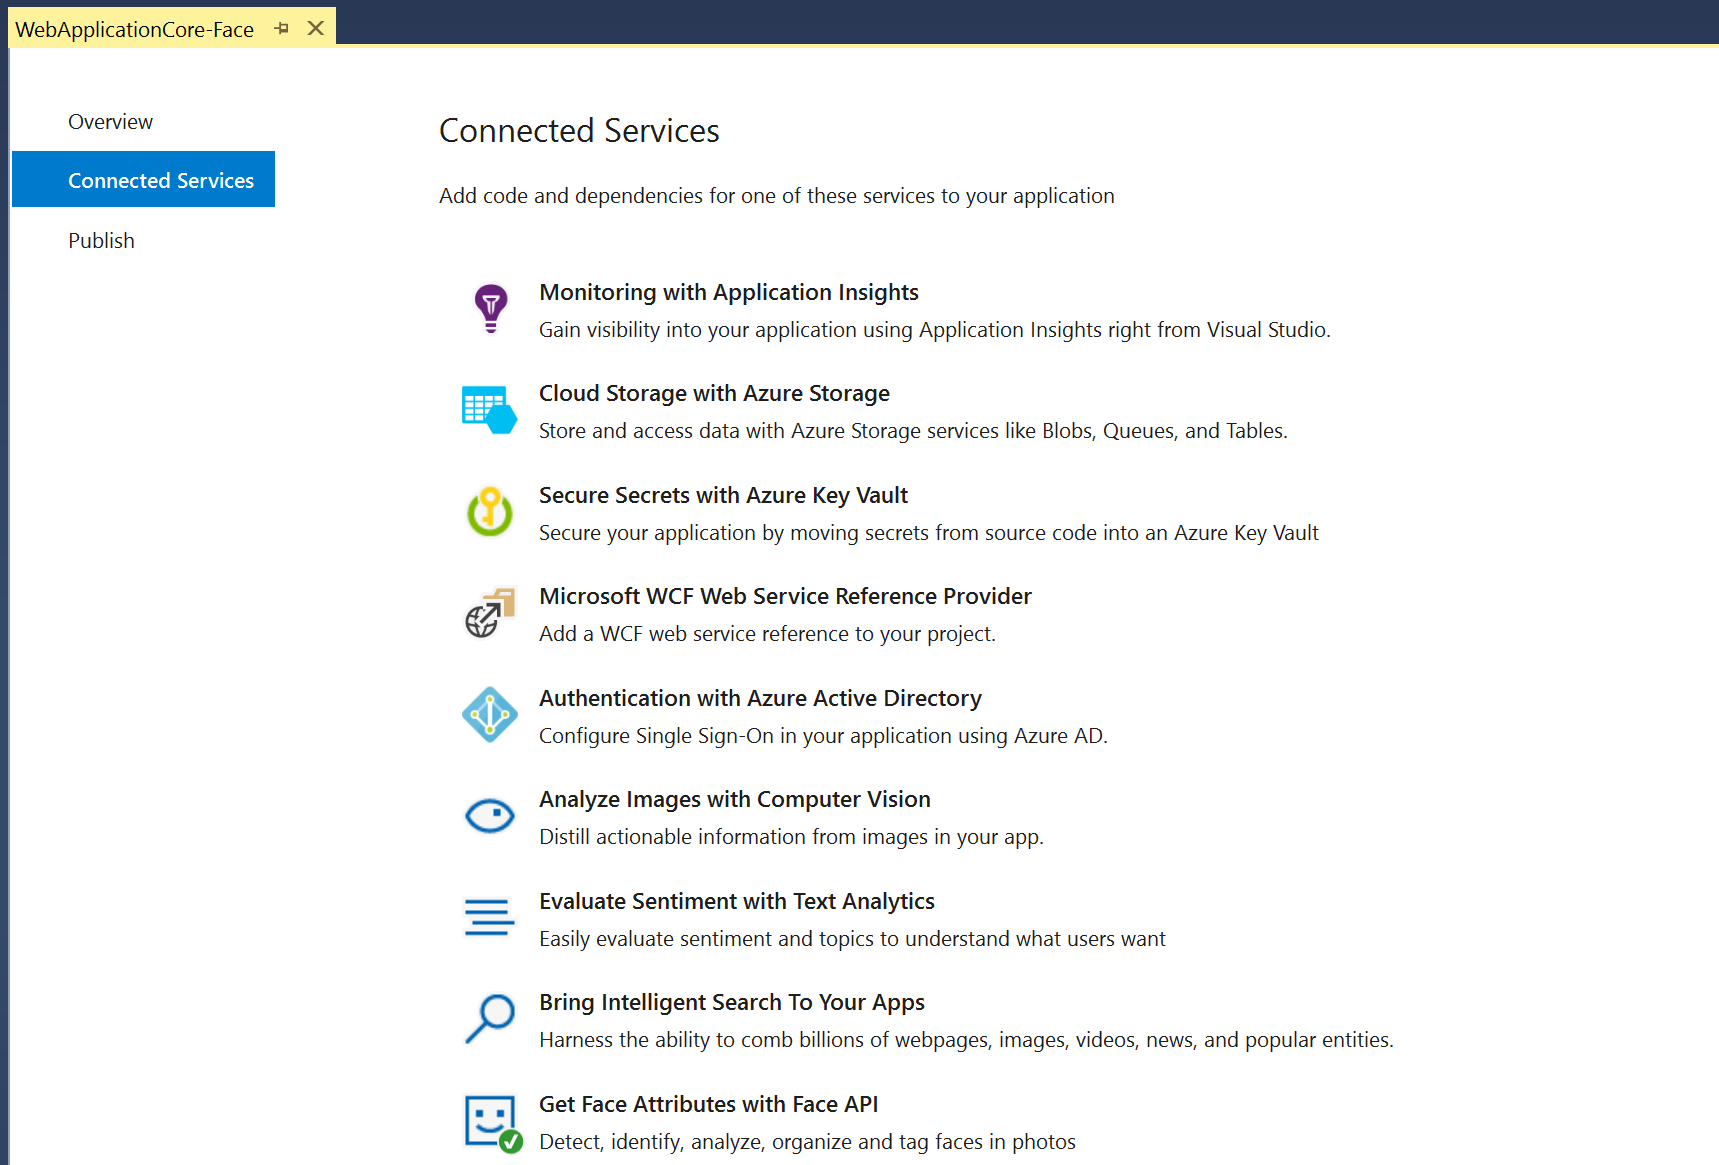 WebApplicationCore-Face
Overview
Connected Services
Publish
Connected Services
Add code and dependencies for one of these services to your application
Monitoring with Application Insights
Gain visibility into your application using Application Insights right from Visual Studio.
Cloud Storage with Azure Storage
Store and access data with Azure Storage services like Blobs, Queues, and Tables.
Secure Secrets with Azure Key Vault
Secure your application by moving secrets from source code into an Azure Key Vault
Microsoft WCF Web Service Reference Provider
Add a WCF web service reference to your project.
Authentication with Azure Active Directory
Configure Single Sign-On in your application using Azure AD.
Analyze Images with Computer Vision
Distill actionable information from images in your app.
Evaluate Sentiment with Text Analytics
Easily evaluate sentiment and topics to understand what users want
Bring Intelligent Search To Your Apps
Harness the ability to comb billions of webpages, images, videos, news, and popular entities.
Get Face Attributes with Face API
Detect, identify, analyze, organize and tag faces in photos